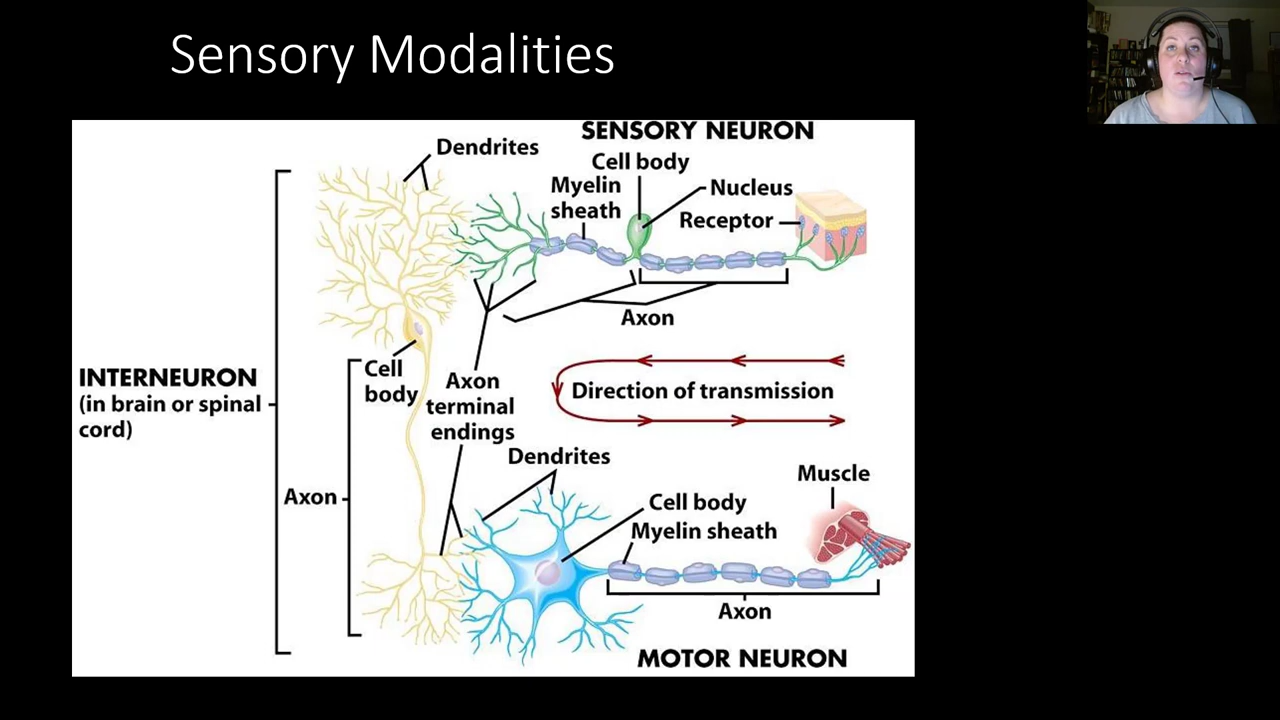 Sensory Modalities
SENSORY NEURON
Dendrites
Cell body
Myelin
sheath
Nucleus
Receptor
Axon
INTERNEURON
(in brain or spinal
cord)
Cell
body
Axon
terminal
endings
Direction of transmission
Axon
Dendrites
Muscle
Cell body
Myelin sheath
Axon
MOTOR NEURON